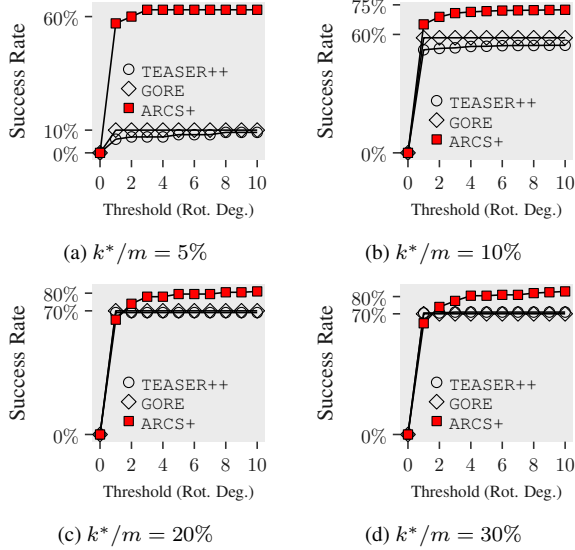 60%
10%
0%
Success Rate
TEASER++
GORE
ARCS+
0 2 4 6 8 10
Threshold (Rot. Deg.)
(a) k*/m = 5%
75%
60%
0%
Success Rate
TEASER++
GORE
ARCS+
0 2 4 6 8 10
Threshold (Rot. Deg.)
(b) k*/m = 10%
80%
70%
0%
Success Rate
TEASER++
GORE
ARCS+
0 2 4 6 8 10
Threshold (Rot. Deg.)
(c) k*/m = 20%
80%
70%
0%
Success Rate
TEASER++
GORE
ARCS+
0 2 4 6 8 10
Threshold (Rot. Deg.)
(d) k*/m = 30%